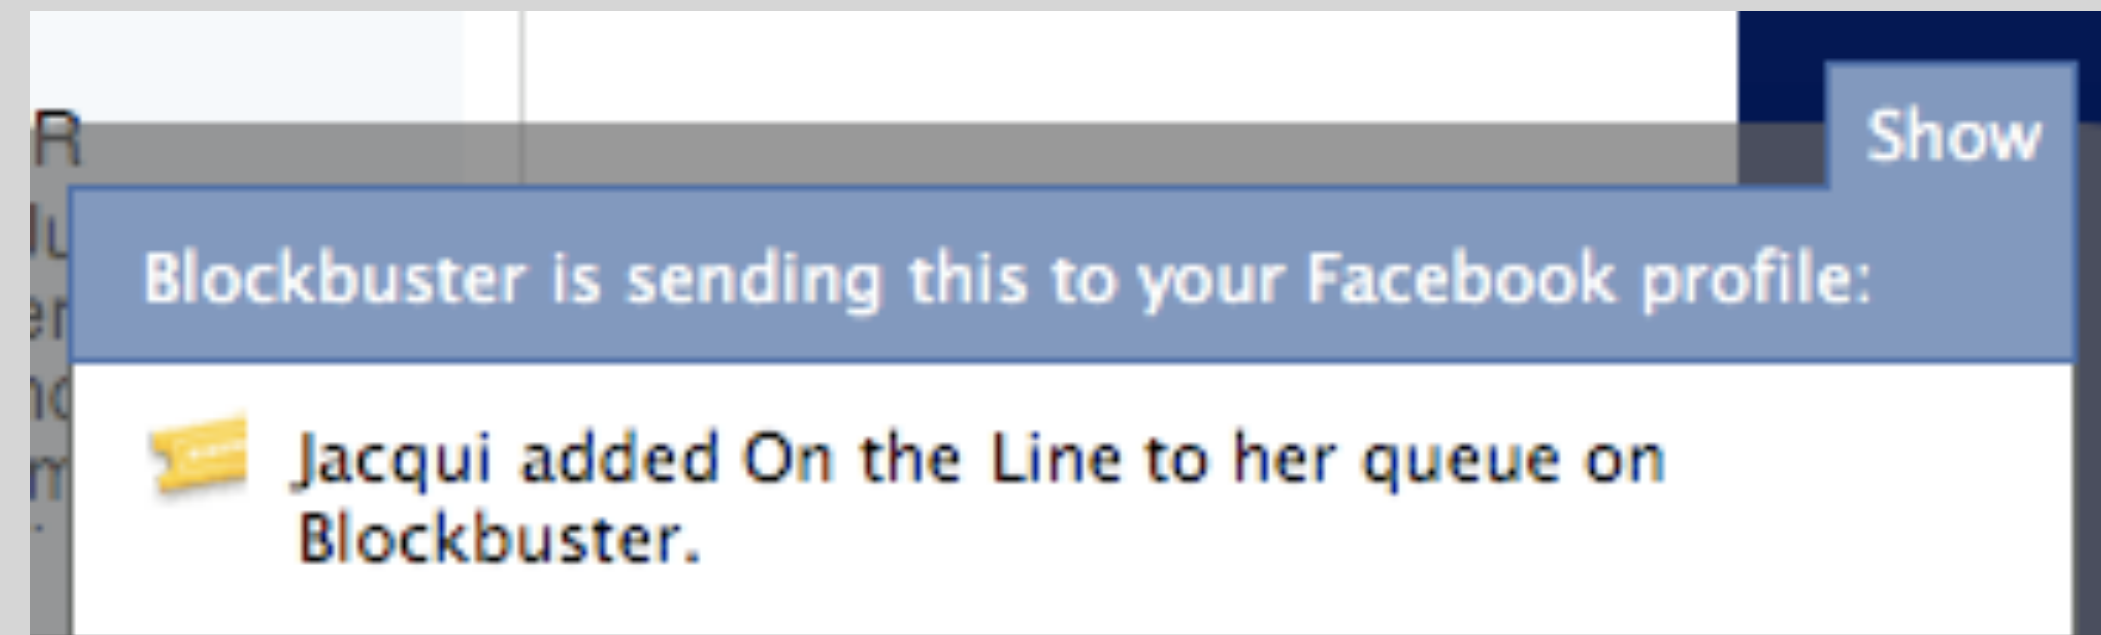 R
Show
Blockbuster is sending this to your Facebook profile:
Jacqui added On the Line to her queue on
Blockbuster.